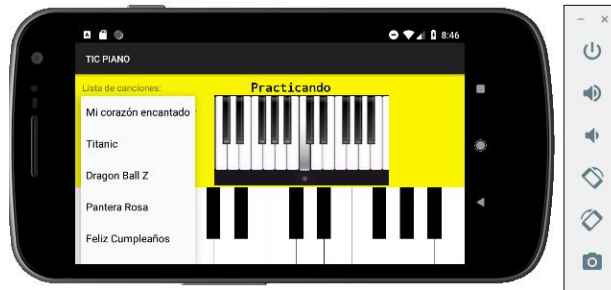 8:46
TIC PIANO
Lista de canciones:
Practicando
Mi corazón encantado
Titanic
Dragon Ball Z
Pantera Rosa
Feliz Cumpleaños